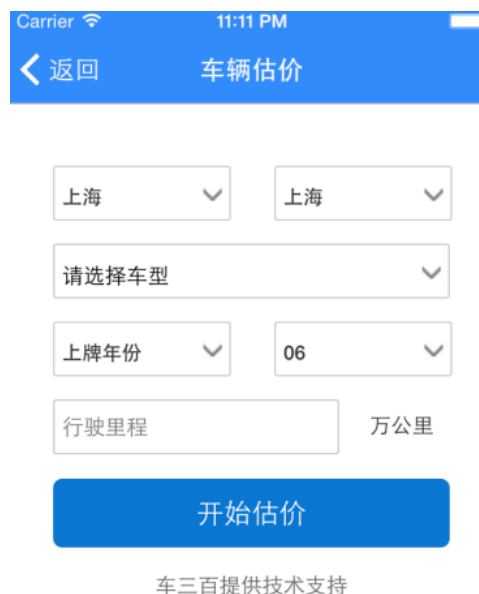 Carrier 11:11 PM
返回 车辆估价
上海 上海
请选择车型
上牌年份 06
行驶里程 万公里
开始估价
车三百提供技术支持